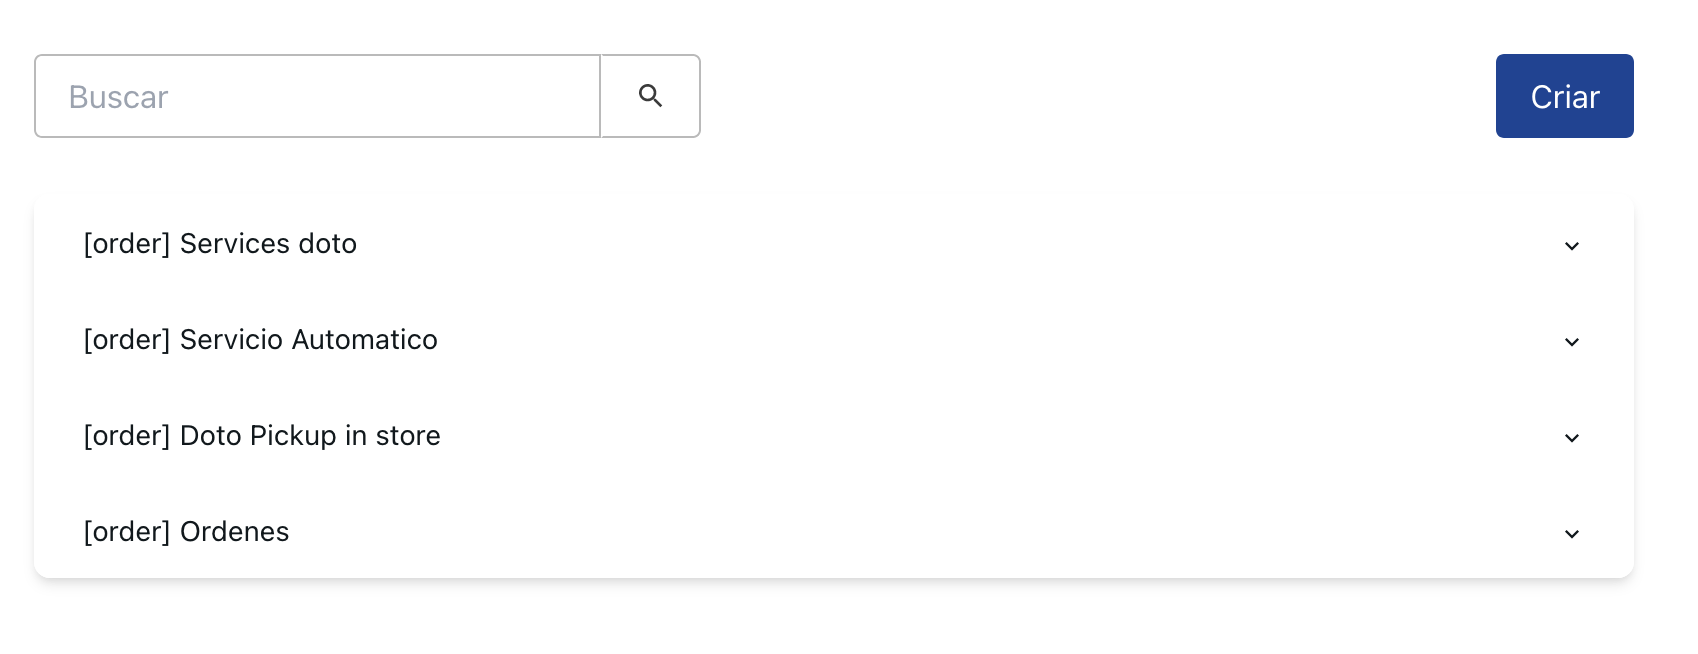 Buscar
Criar
[order] Services doto
[order] Servicio Automatico
[order] Doto Pickup in store
[order] Ordenes